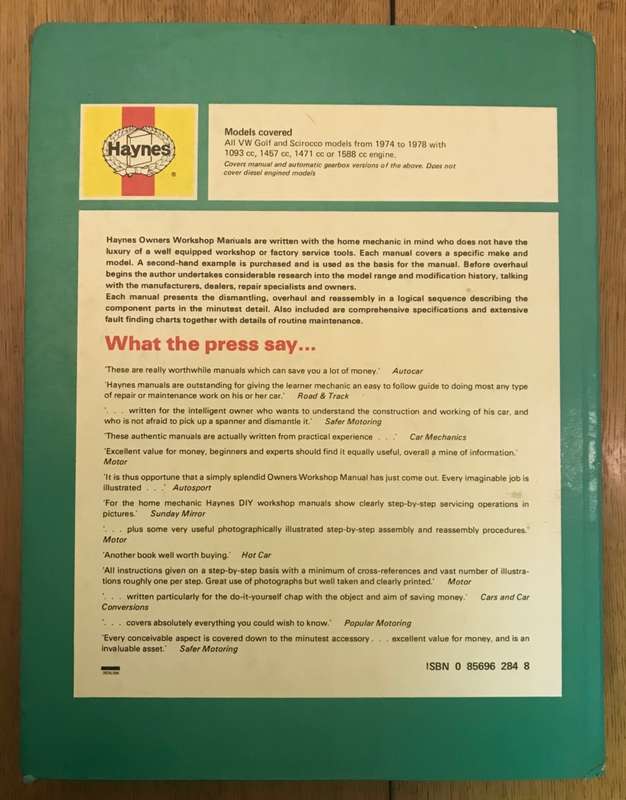 Haynes
®
Models covered
All VW Golf and Scirocco models from 1974 to 1978 with
1093 cc, 1457 cc, 1471 cc or 1588 cc engine.
Covers manual and automatic gearbox versions of the above. Does not
cover diesel engined models
Haynes Owners Workshop Manuals are written with the home mechanic in mind who does not have the
luxury of a well equipped workshop or factory service tools. Each manual covers a specific make and
model. A second-hand example is purchased and is used as the basis for the manual. Before overhaul
begins the author undertakes considerable research into the model range and modification history, talking
with the manufacturers, dealers, repair specialists and owners.
Each manual presents the dismantling, overhaul and reassembly in a logical sequence describing the
component parts in the minutest detail. Also included are comprehensive specifications and extensive
fault finding charts together with details of routine maintenance.
What the press say...
'These are really worthwhile manuals which can save you a lot of money.' Autocar
'Haynes manuals are outstanding for giving the learner mechanic an easy to follow guide to doing most any type
of repair or maintenance work on his or her car.' Road & Track
'. . . written for the intelligent owner who wants to understand the construction and working of his car, and
who is not afraid to pick up a spanner and dismantle it.' Safer Motoring
'These authentic manuals are actually written from practical experience . . .' Car Mechanics
'Excellent value for money, beginners and experts should find it equally useful, overall a mine of information.'
Motor
'It is thus opportune that a simply splendid Owners Workshop Manual has just come out. Every imaginable job is
illustrated . . .' Autosport
'For the home mechanic Haynes DIY workshop manuals show clearly step-by-step servicing operations in
pictures.' Sunday Mirror
'. . . plus some very useful photographically illustrated step-by-step assembly and reassembly procedures.'
Motor
'Another book well worth buying.' Hot Car
'All instructions given on a step-by-step basis with a minimum of cross-references and vast number of illustra-
tions roughly one per step. Great use of photographs but well taken and clearly printed.' Motor
'. . . written particularly for the do-it-yourself chap with the object and aim of saving money.' Cars and Car
Conversions
'. . . covers absolutely everything you could wish to know.' Popular Motoring
'Every conceivable aspect is covered down to the minutest accessory . . . excellent value for money, and is an
invaluable asset.' Safer Motoring
ISBN 0 85696 284 8